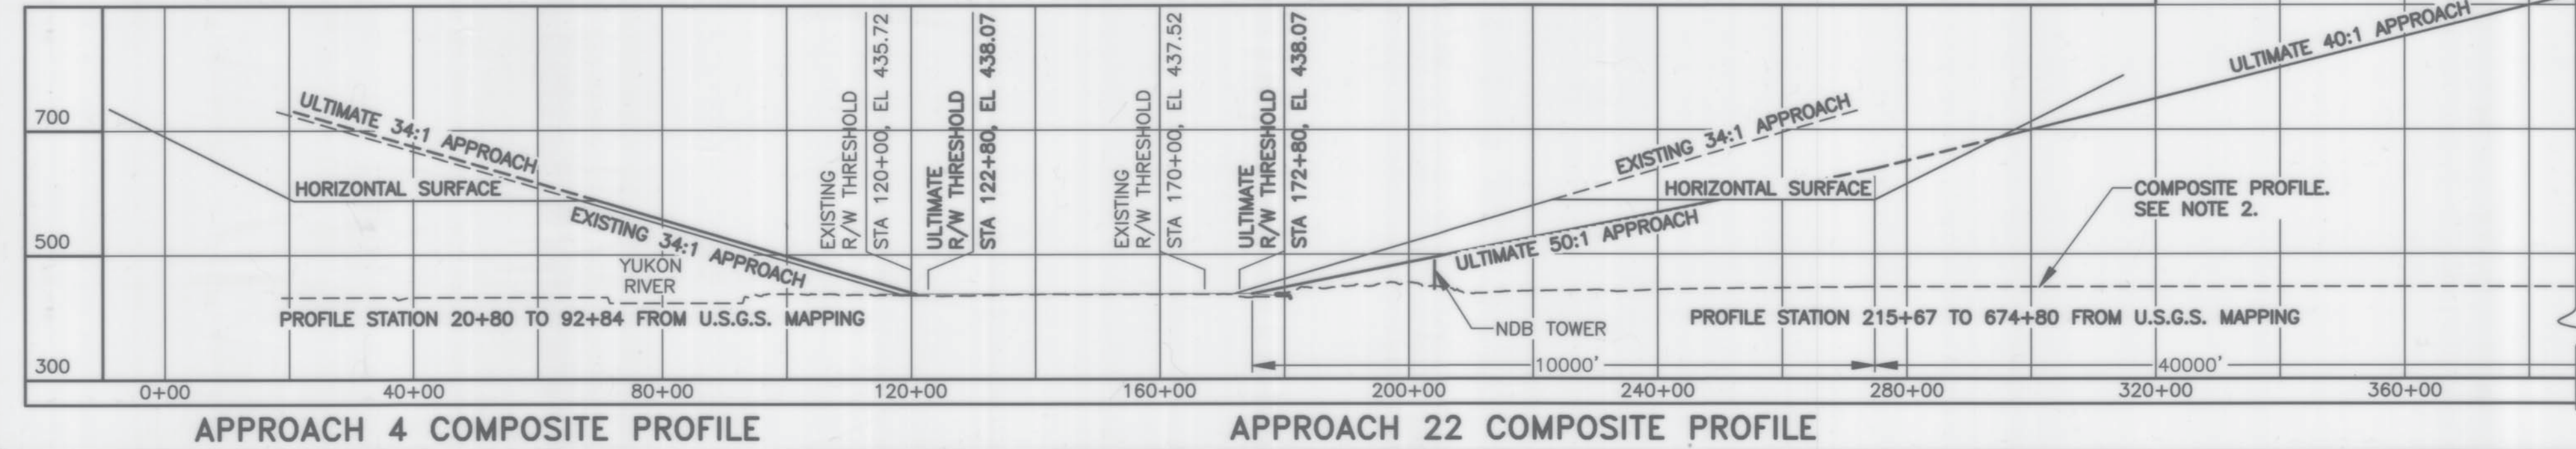 700
500
300
ULTIMATE 34:1 APPROACH
HORIZONTAL SURFACE
EXISTING 34:1 APPROACH
YUKON
RIVER
PROFILE STATION 20+80 TO 92+84 FROM U.S.G.S. MAPPING
EXISTING
R/W THRESHOLD
STA 120+00, EL 435.72
ULTIMATE
R/W THRESHOLD
STA 122+80, EL 438.07
EXISTING
R/W THRESHOLD
STA 170+00, EL 437.52
ULTIMATE
R/W THRESHOLD
STA 172+80, EL 438.07
EXISTING 34:1 APPROACH
HORIZONTAL SURFACE
ULTIMATE 50:1 APPROACH
ULTIMATE 40:1 APPROACH
COMPOSITE PROFILE.
SEE NOTE 2.
NDB TOWER
PROFILE STATION 215+67 TO 674+80 FROM U.S.G.S. MAPPING
10000'
40000'
0+00 40+00 80+00 120+00 160+00 200+00 240+00 280+00 320+00 360+00
APPROACH 4 COMPOSITE PROFILE
APPROACH 22 COMPOSITE PROFILE